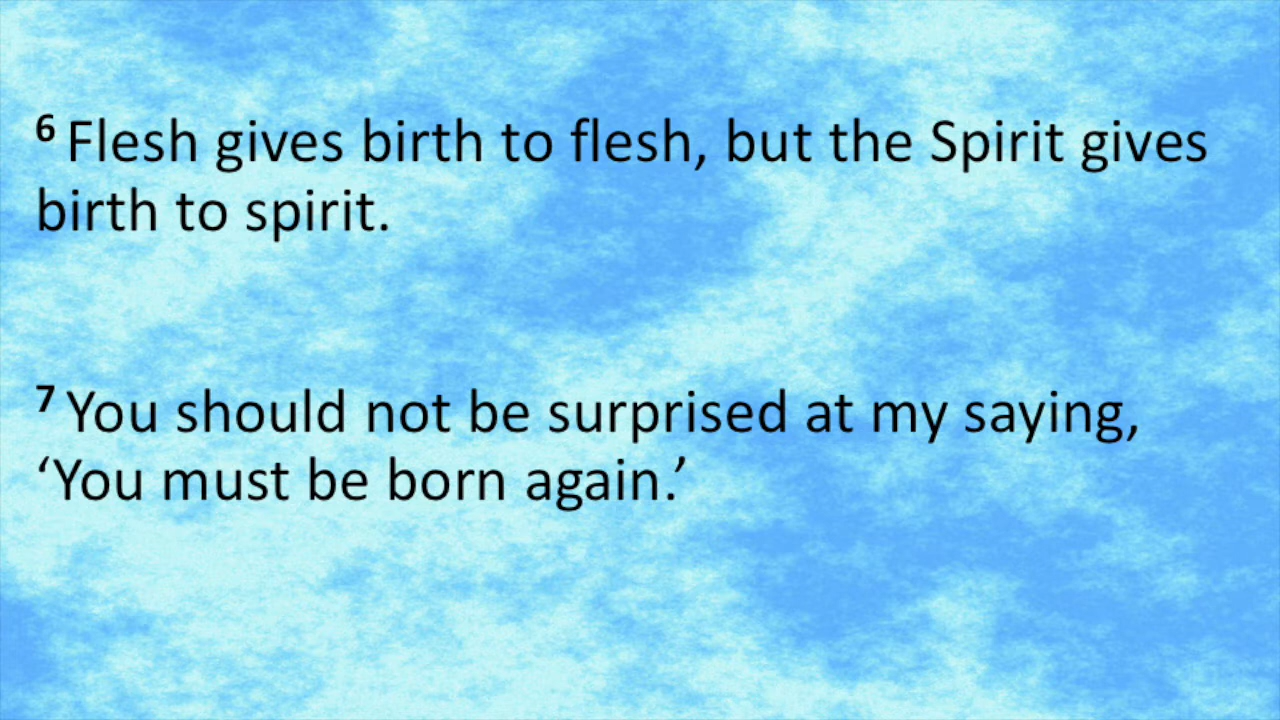 6 Flesh gives birth to flesh, but the Spirit gives
birth to spirit.
7 You should not be surprised at my saying,
‘You must be born again.’